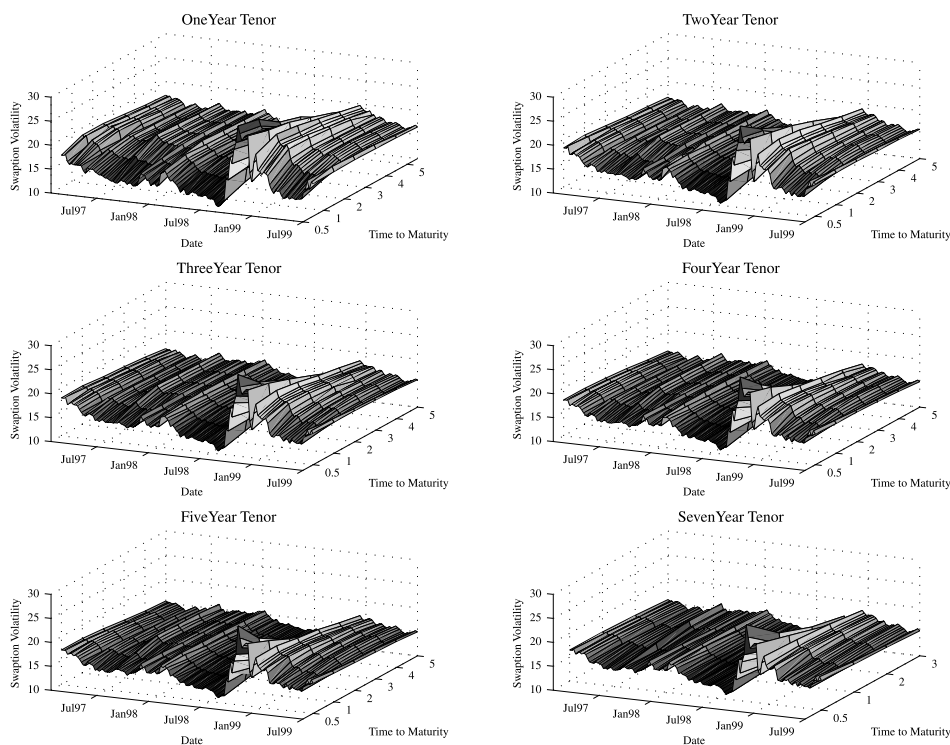 OneYear Tenor
30
25
20
15
10
Swaption Volatility
Jul97
Jan98
Jul98
Jan99
Jul99
Date
0.5
1
2
3
4
5
Time to Maturity
TwoYear Tenor
30
25
20
15
10
Swaption Volatility
Jul97
Jan98
Jul98
Jan99
Jul99
Date
0.5
1
2
3
4
5
Time to Maturity
ThreeYear Tenor
30
25
20
15
10
Swaption Volatility
Jul97
Jan98
Jul98
Jan99
Jul99
Date
0.5
1
2
3
4
5
Time to Maturity
FourYear Tenor
30
25
20
15
10
Swaption Volatility
Jul97
Jan98
Jul98
Jan99
Jul99
Date
0.5
1
2
3
4
5
Time to Maturity
FiveYear Tenor
30
25
20
15
10
Swaption Volatility
Jul97
Jan98
Jul98
Jan99
Jul99
Date
0.5
1
2
3
4
5
Time to Maturity
SevenYear Tenor
30
25
20
15
10
Swaption Volatility
Jul97
Jan98
Jul98
Jan99
Jul99
Date
0.5
1
2
3
Time to Maturity